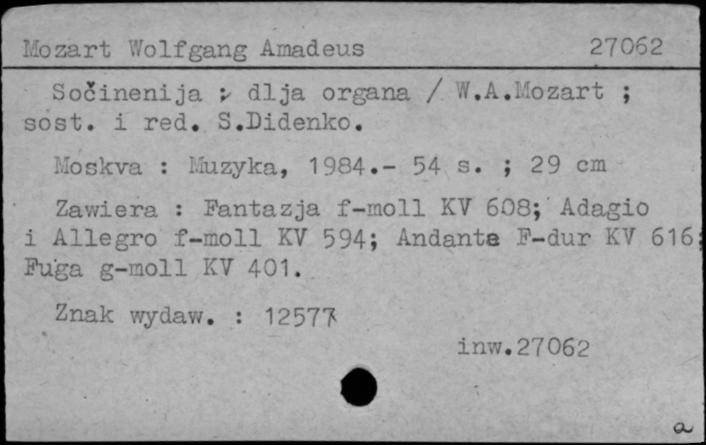 Mozart Wolfgang Amadeus 27062
Sočinenija ; dlja organa / W.A.Mozart ;
sost. i red. S.Didenko.
Moskva : Muzyka, 1984.- 54 s. ; 29 cm
Zawiera : Fantazja f-moll KV 608; Adagio
i Allegro f-moll KV 594; Andante F-dur KV 616;
Fuga g-moll KV 401.
Znak wydaw. : 12577
inw.27062
a